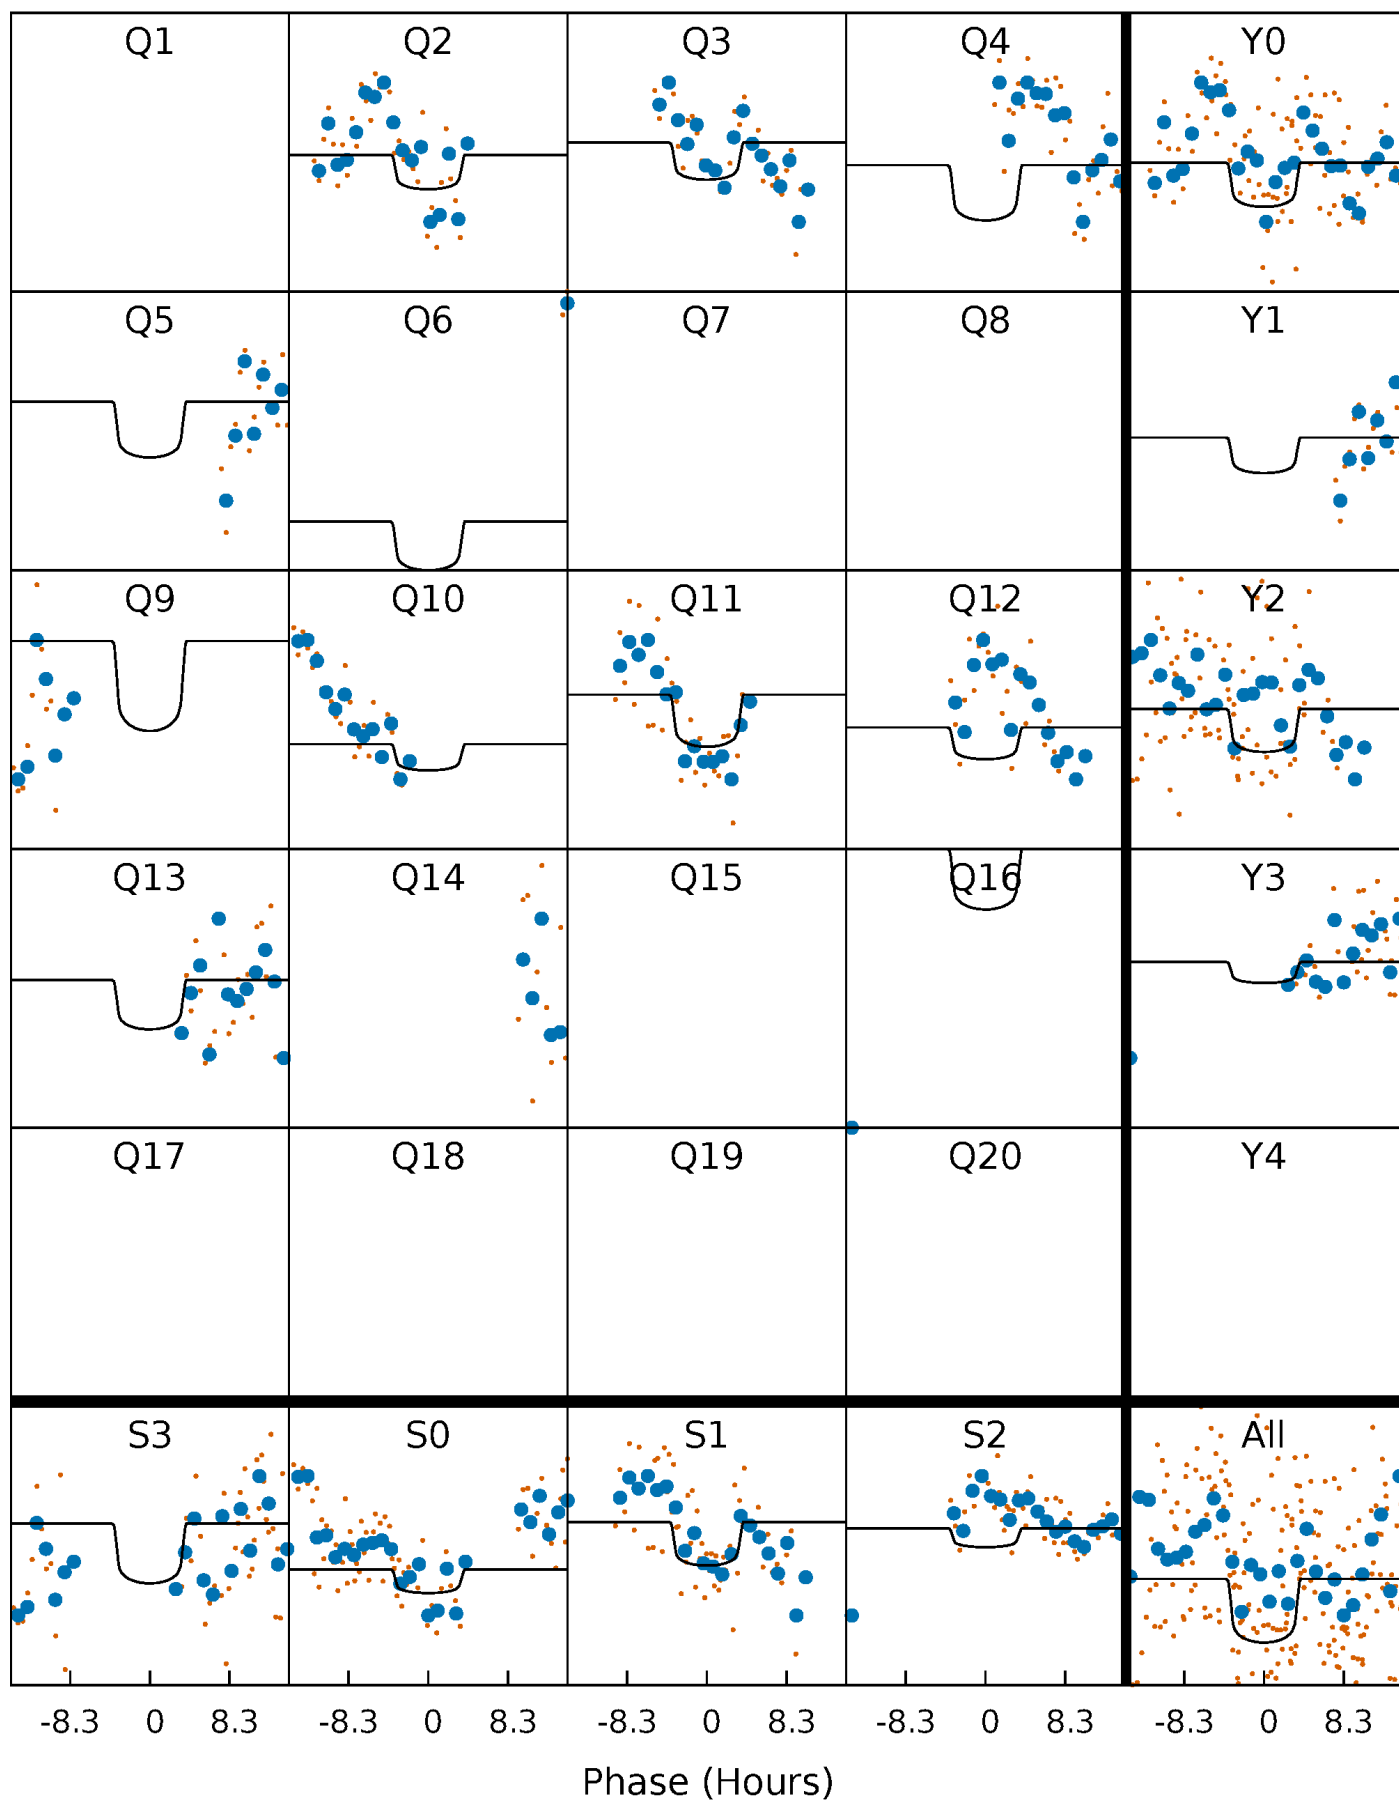 Q1 Q2 Q3 Q4 Y0
Q5 Q6 Q7 Q8 Y1
Q9 Q10 Q11 Q12 Y2
Q13 Q14 Q15 Q16 Y3
Q17 Q18 Q19 Q20 Y4
S3 S0 S1 S2 All
-8.3 0 8.3 -8.3 0 8.3 -8.3 0 8.3 -8.3 0 8.3 -8.3 0 8.3
Phase (Hours)